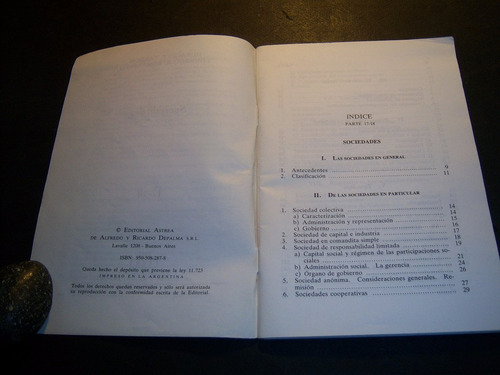 © EDITORIAL ASTREA
DE ALFREDO Y RICARDO DEPALMA S.R.L.
Lavalle 1208 - Buenos Aires
ISBN: 950-508-287-8
Queda hecho el depósito que previene la ley 11.723
IMPRESO EN LA ARGENTINA
Todos los derechos quedan reservados y sólo será autorizada
su reproducción con la conformidad escrita de la Editorial.
INDICE
PARTE 17/18
SOCIEDADES
I. LAS SOCIEDADES EN GENERAL
1. Antecedentes 9
2. Clasificación 11
II. DE LAS SOCIEDADES EN PARTICULAR
1. Sociedad colectiva 14
a) Caracterización 14
b) Administración y representación 15
c) Gobierno 16
2. Sociedad de capital e industria 17
3. Sociedad en comandita simple 18
4. Sociedad de responsabilidad limitada 19
a) Capital social y régimen de las participaciones so-
ciales 21
b) Administración social. La gerencia 24
c) Organo de gobierno 26
5. Sociedad anónima. Consideraciones generales. Re-
misión 27
6. Sociedades cooperativas 29